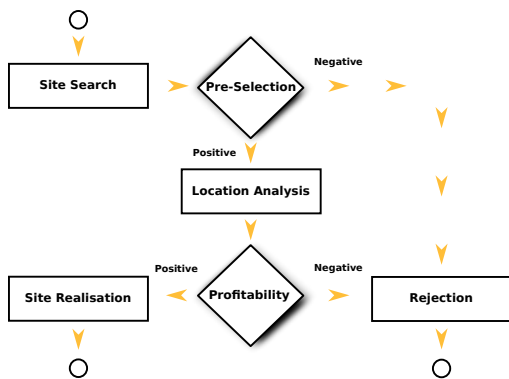 Negative
Site Search
Pre-Selection
Positive
Location Analysis
Positive
Negative
Site Realisation
Profitability
Rejection